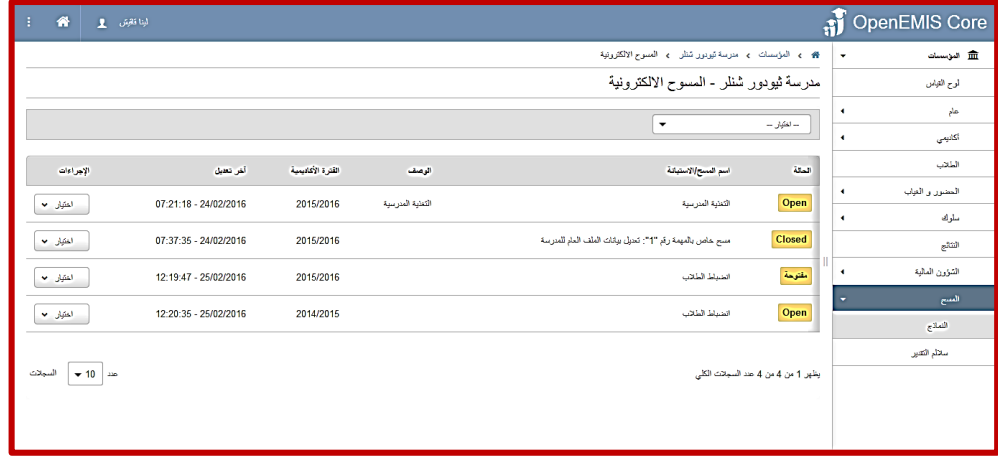 OpenEMIS Core
لينا قاقيش
المؤسسات
لوح القياس
عام
أكاديمي
الطلاب
الحضور و الغياب
سلوك
النتائج
الشؤون المالية
المسح
النماذج
سلالم التقدير
المؤسسات › مدرسة ثيودور شنلر › المسوح الالكترونية
مدرسة ثيودور شنلر - المسوح الالكترونية
-- اختيار --
الحالة اسم المسح/الاستبانة الوصف الفترة الأكاديمية آخر تعديل الإجراءات
Open التغذية المدرسية التغذية المدرسية 2015/2016 24/02/2016 - 07:21:18 اختيار
Closed مسح خاص بالمهمة رقم "1": تعديل بيانات الملف العام للمدرسة 2015/2016 24/02/2016 - 07:37:35 اختيار
مفتوحة انضباط الطلاب 2015/2016 25/02/2016 - 12:19:47 اختيار
Open انضباط الطلاب 2014/2015 25/02/2016 - 12:20:35 اختيار
يظهر 1 من 4 من 4 عدد السجلات الكلي
عدد 10 السجلات